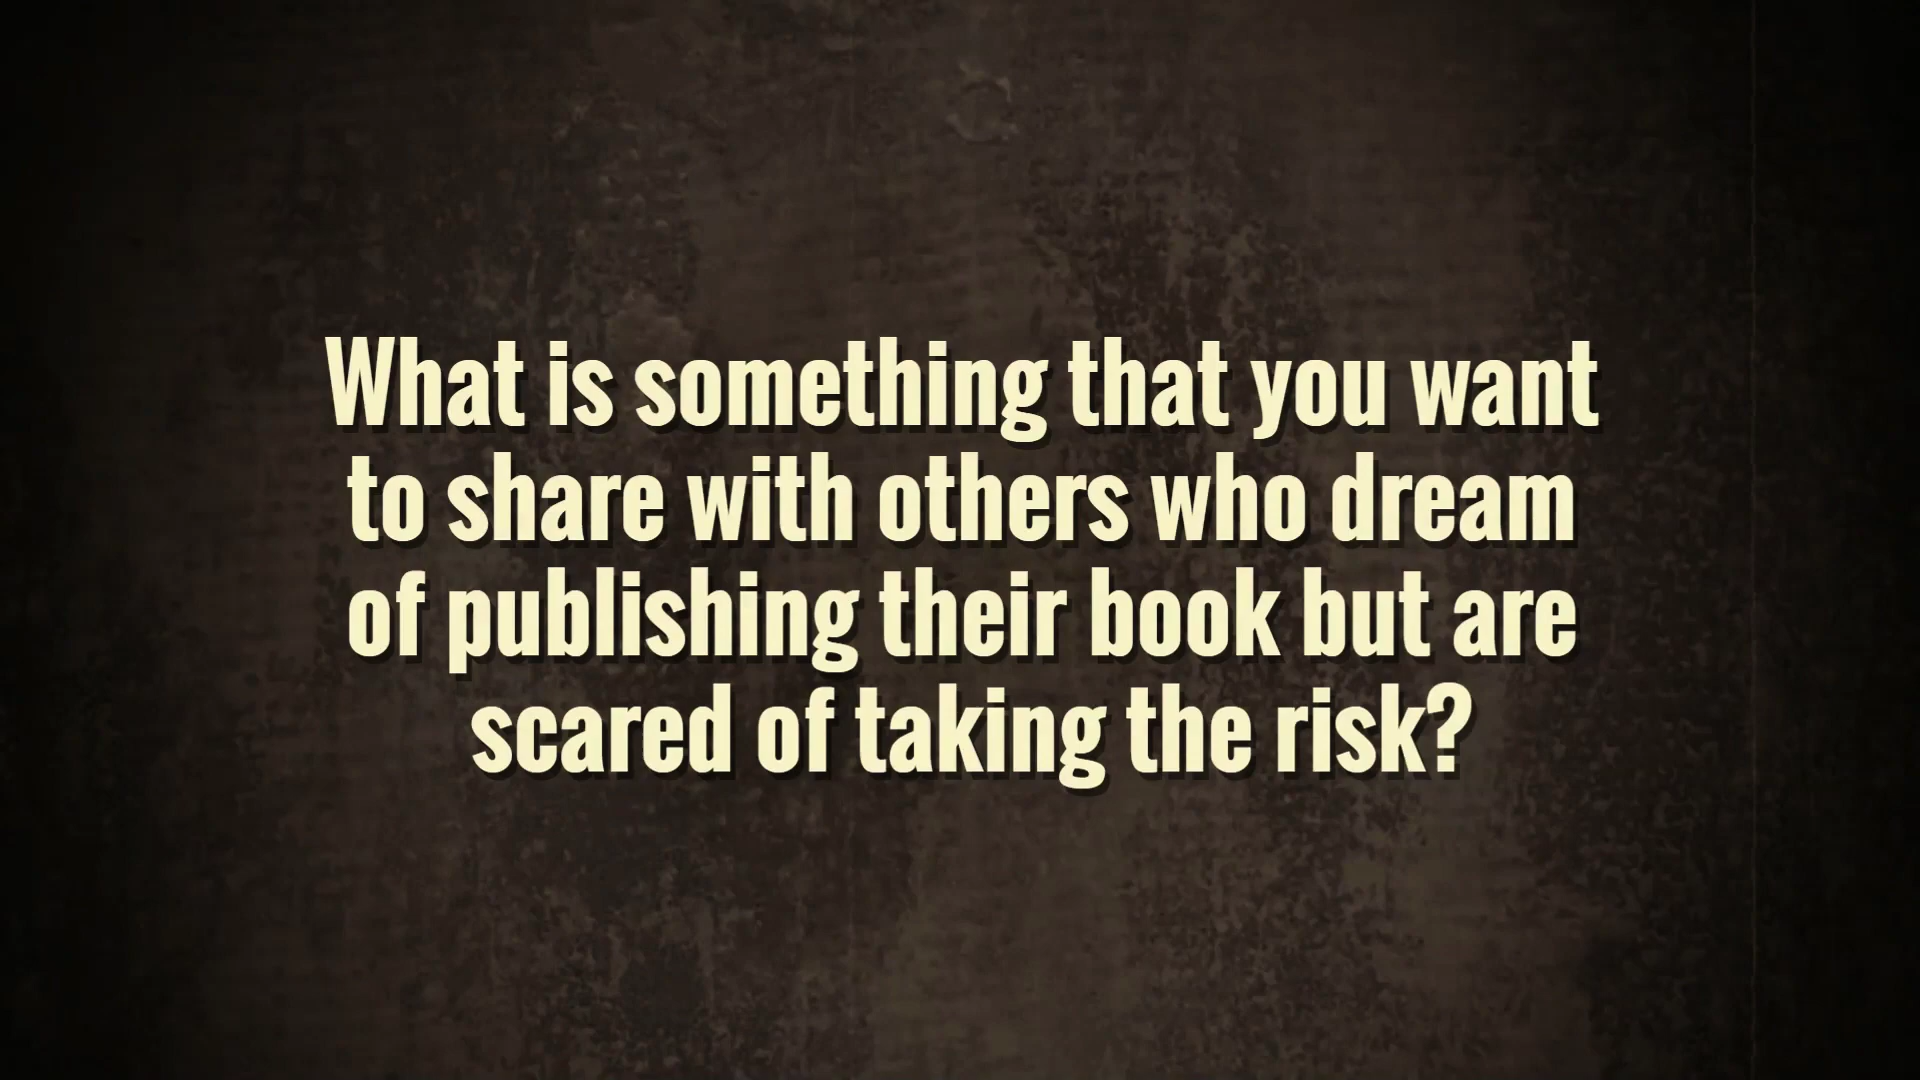 What is something that you want
to share with others who dream
of publishing their book but are
scared of taking the risk?